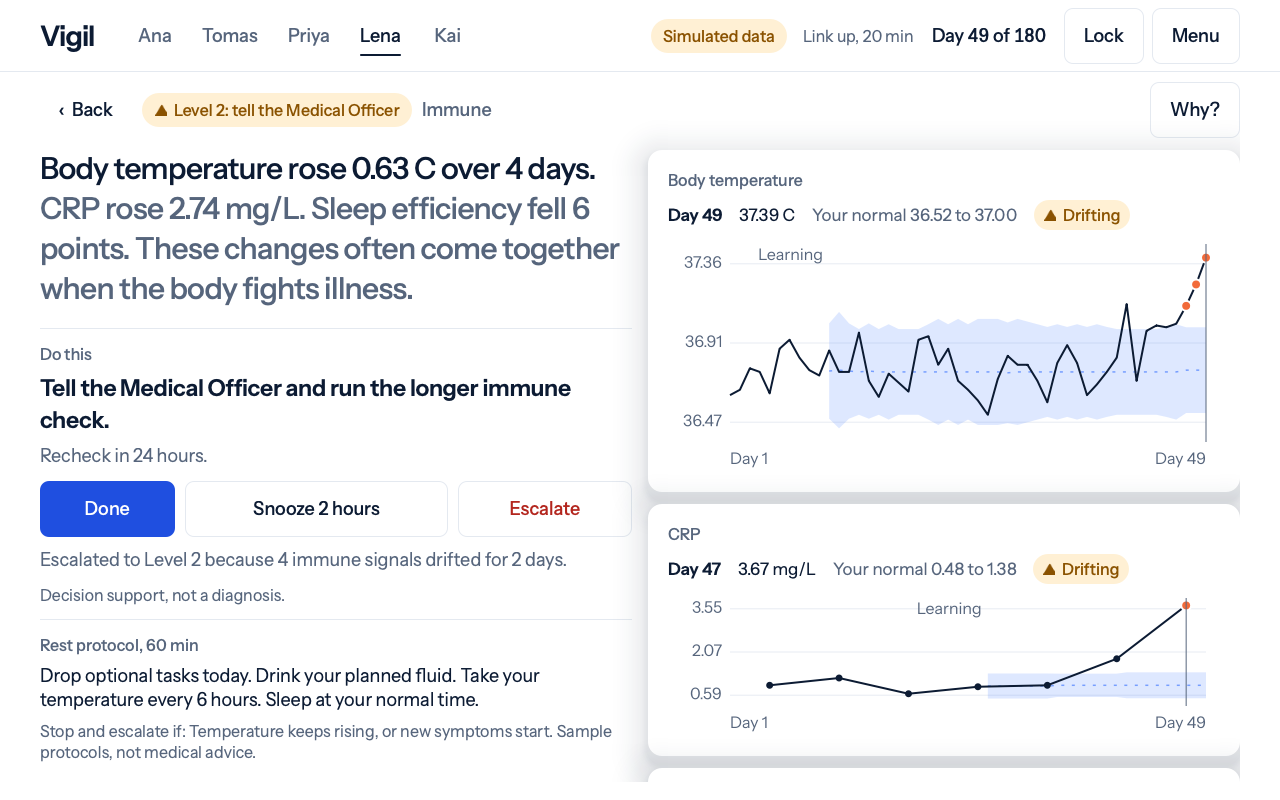 Vigil
Ana
Tomas
Priya
Lena
Kai
Simulated data
Link up, 20 min
Day 49 of 180
Lock
Menu
‹ Back
Level 2: tell the Medical Officer
Immune
Why?
Body temperature rose 0.63 C over 4 days.
CRP rose 2.74 mg/L. Sleep efficiency fell 6
points. These changes often come together
when the body fights illness.
Do this
Tell the Medical Officer and run the longer immune
check.
Recheck in 24 hours.
Done
Snooze 2 hours
Escalate
Escalated to Level 2 because 4 immune signals drifted for 2 days.
Decision support, not a diagnosis.
Rest protocol, 60 min
Drop optional tasks today. Drink your planned fluid. Take your
temperature every 6 hours. Sleep at your normal time.
Stop and escalate if: Temperature keeps rising, or new symptoms start. Sample
protocols, not medical advice.
Body temperature
Day 49 37.39 C Your normal 36.52 to 37.00 Drifting
Learning
37.36
36.91
36.47
Day 1 Day 49
CRP
Day 47 3.67 mg/L Your normal 0.48 to 1.38 Drifting
Learning
3.55
2.07
0.59
Day 1 Day 49